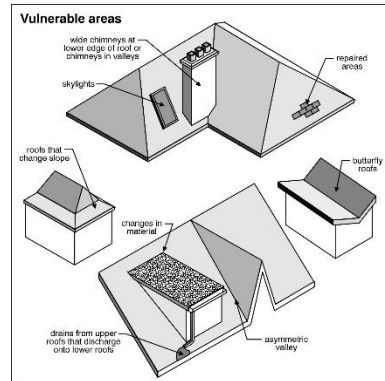 Vulnerable areas
wide chimneys at
lower edge of roof or
chimneys in valleys
skylights
repaired
areas
roofs that
change slope
butterfly
roofs
changes in
material
drains from upper
roofs that discharge
onto lower roofs
asymmetric
valley